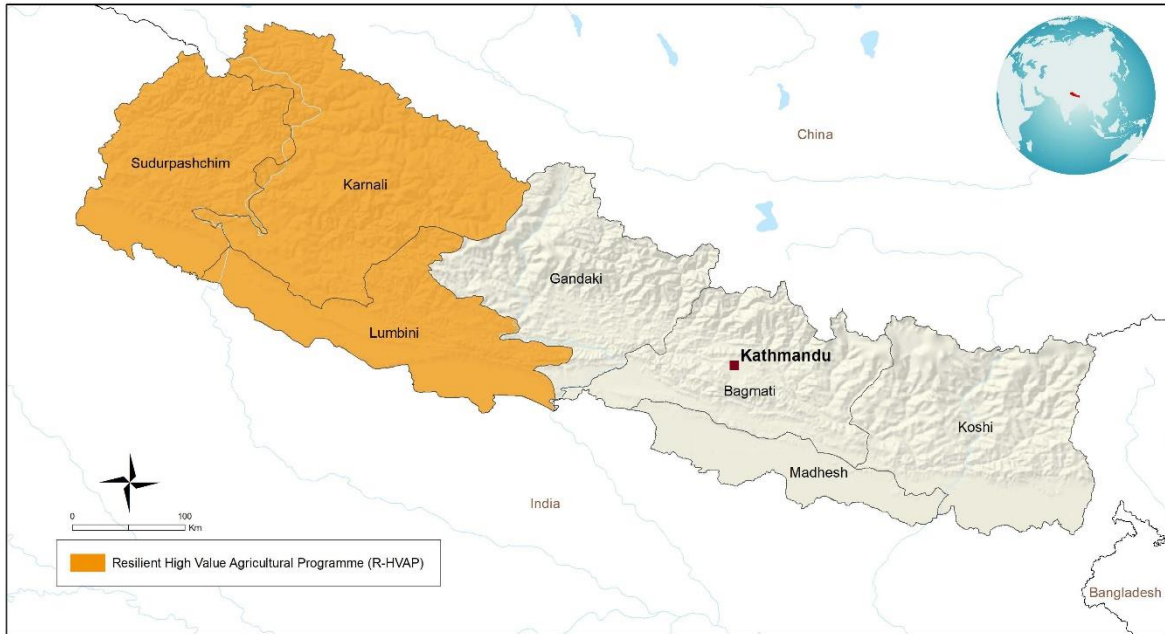 China
Sudurpashchim
Karnali
Gandaki
Lumbini
Kathmandu
Bagmati
Koshi
Madhesh
India
0 100
Km
Resilient High Value Agricultural Programme (R-HVAP)
Bangladesh